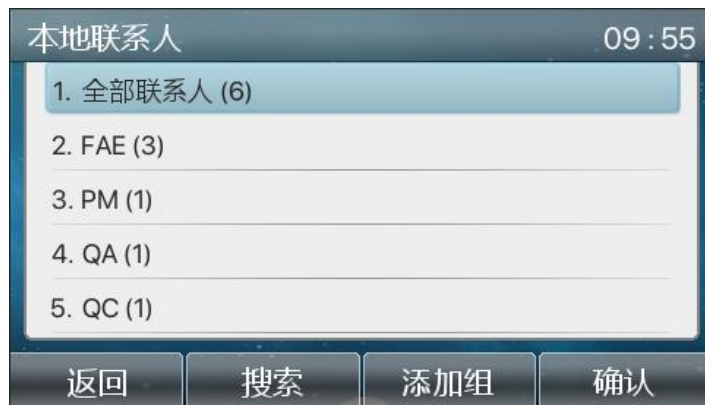 本地联系人 09:55
1. 全部联系人 (6)
2. FAE (3)
3. PM (1)
4. QA (1)
5. QC (1)
返回 搜索 添加组 确认